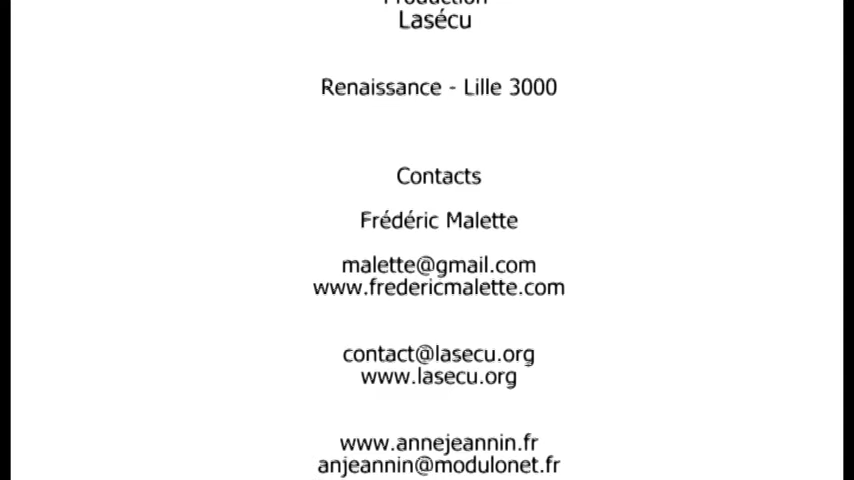 Production
Lasécu
Renaissance - Lille 3000
Contacts
Frédéric Malette
malette@gmail.com
www.fredericmalette.com
contact@lasecu.org
www.lasecu.org
www.annejeannin.fr
anjeannin@modulonet.fr